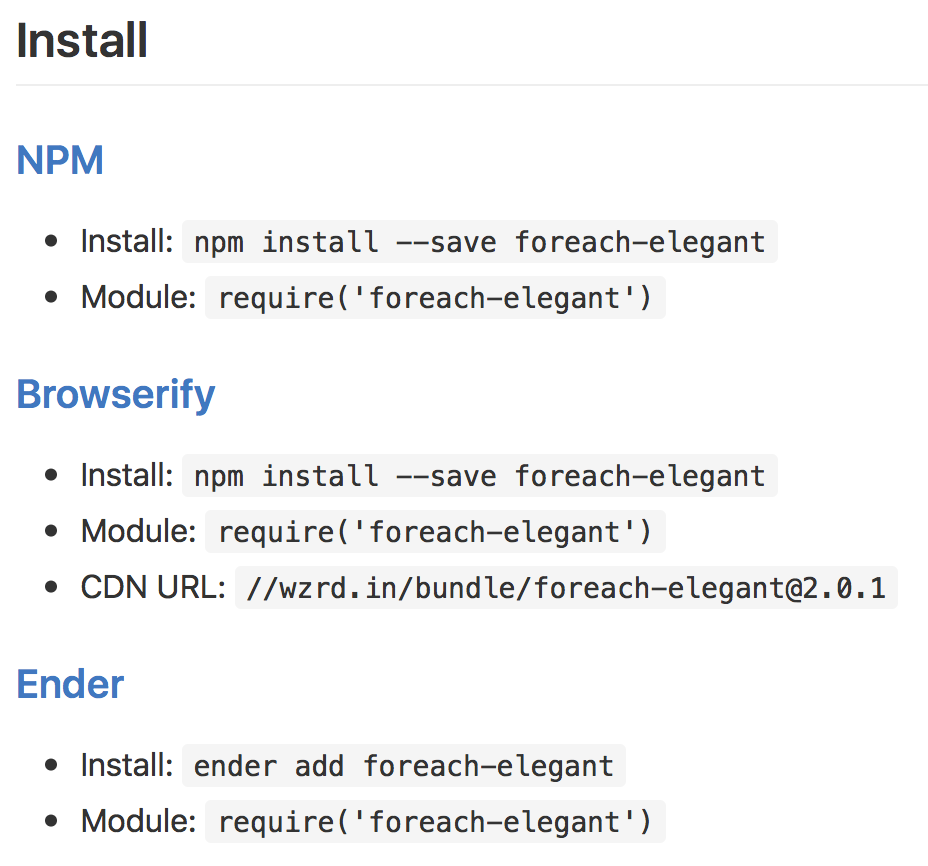 Install
NPM
Install: npm install --save foreach-elegant
Module: require('foreach-elegant')
Browserify
Install: npm install --save foreach-elegant
Module: require('foreach-elegant')
CDN URL: //wzrd.in/bundle/foreach-elegant@2.0.1
Ender
Install: ender add foreach-elegant
Module: require('foreach-elegant')